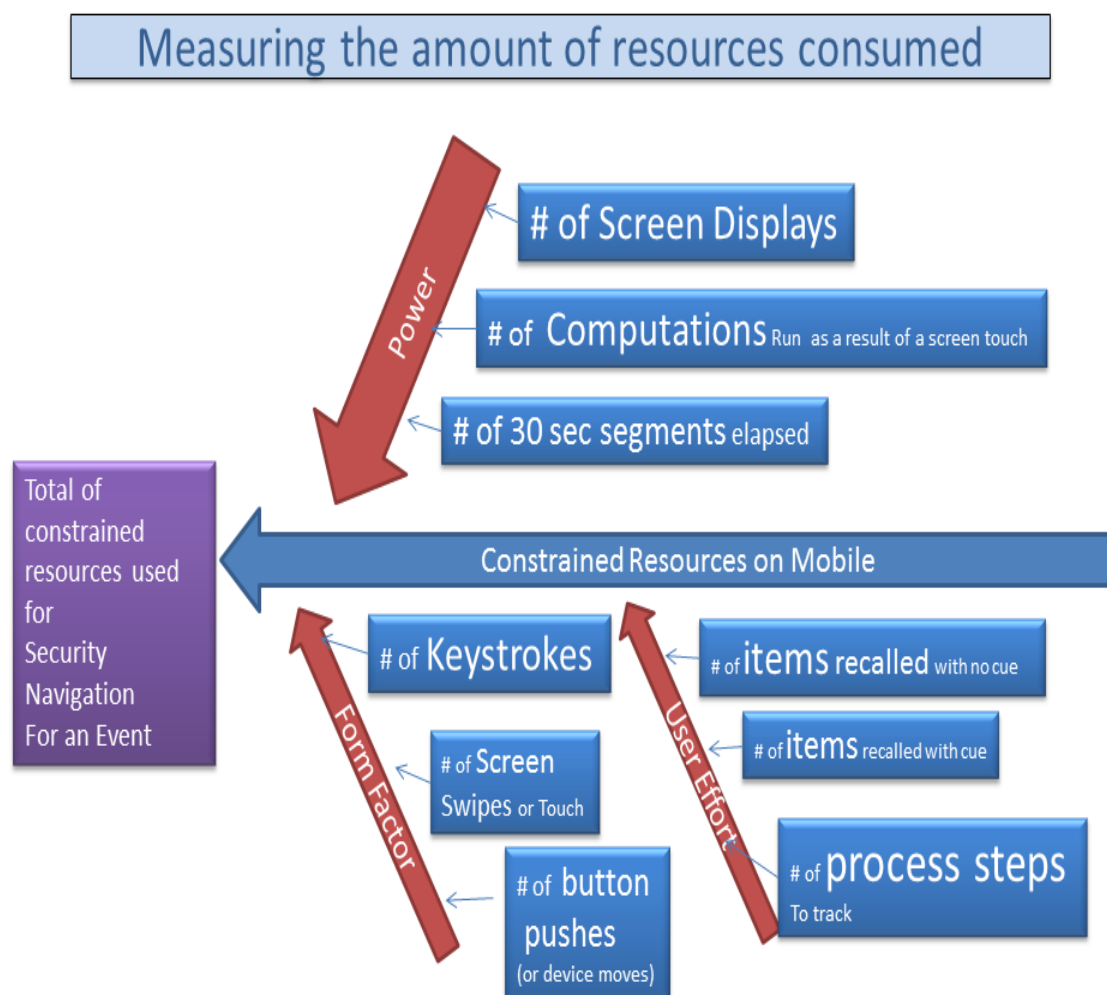 Measuring the amount of resources consumed
Power
# of Screen Displays
# of Computations Run as a result of a screen touch
# of 30 sec segments elapsed
Total of
constrained
resources used
for
Security
Navigation
For an Event
Constrained Resources on Mobile
Form Factor
# of Keystrokes
# of Screen
Swipes or Touch
# of button
pushes
(or device moves)
User Effort
# of items recalled with no cue
# of items recalled with cue
# of process steps
To track